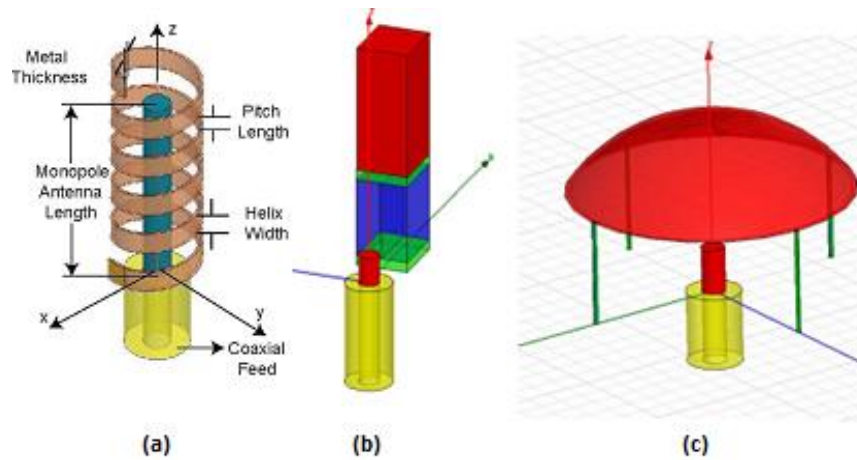 z
Metal
Thickness
Pitch
Length
Monopole
Antenna
Length
Helix
Width
x
y
Coaxial
Feed
(a)
(b)
(c)